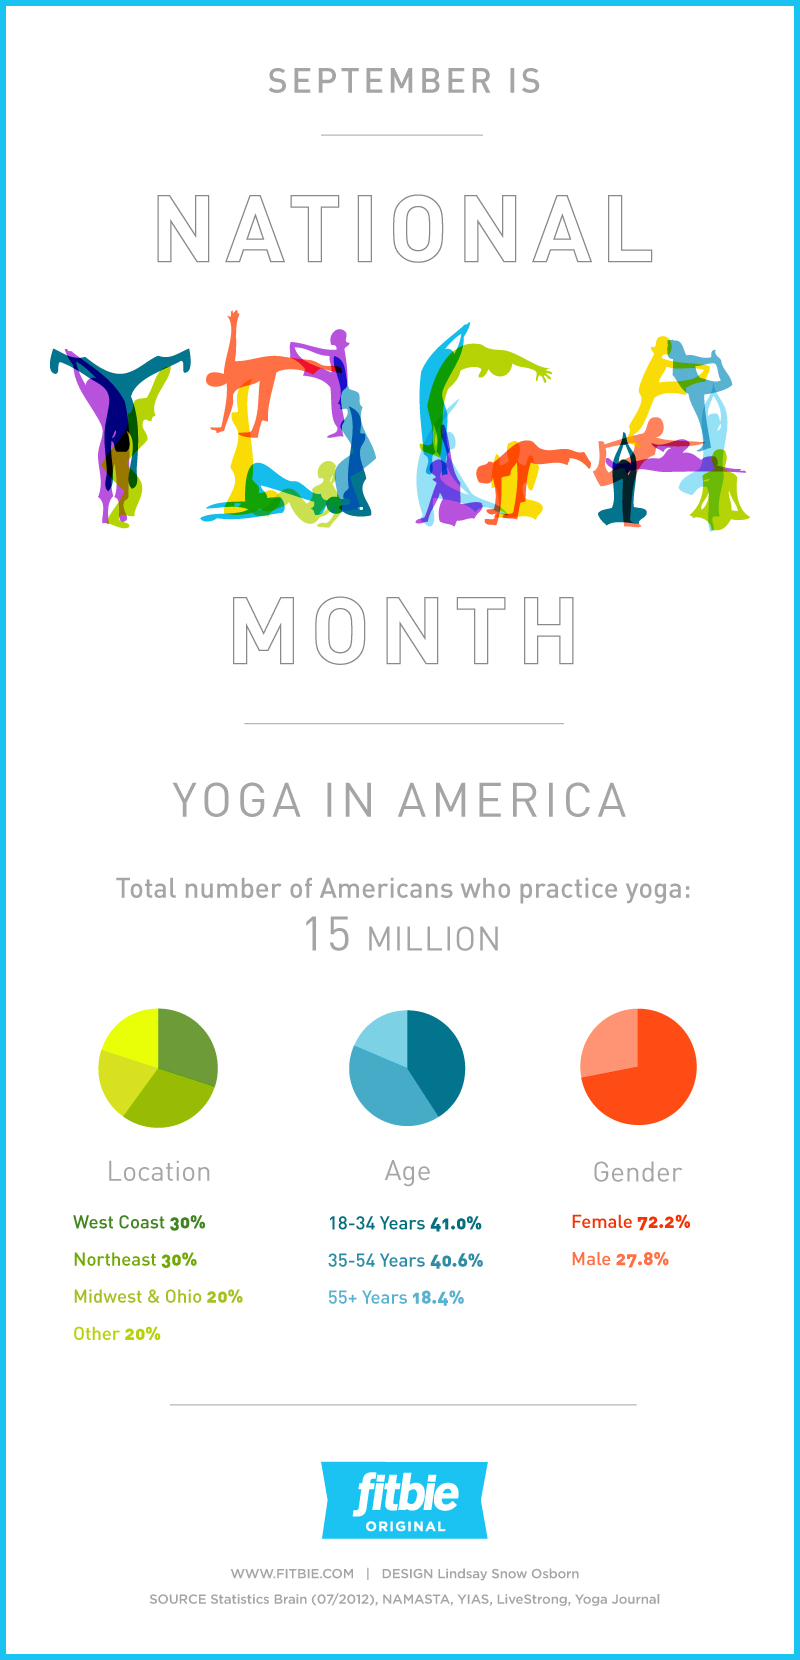 SEPTEMBER IS
NATIONAL
YOGA
MONTH
YOGA IN AMERICA
Total number of Americans who practice yoga:
15 MILLION
Location
West Coast 30%
Northeast 30%
Midwest & Ohio 20%
Other 20%
Age
18-34 Years 41.0%
35-54 Years 40.6%
55+ Years 18.4%
Gender
Female 72.2%
Male 27.8%
fitbie
ORIGINAL
WWW.FITBIE.COM | DESIGN Lindsay Snow Osborn
SOURCE Statistics Brain (07/2012), NAMASTA, YIAS, LiveStrong, Yoga Journal